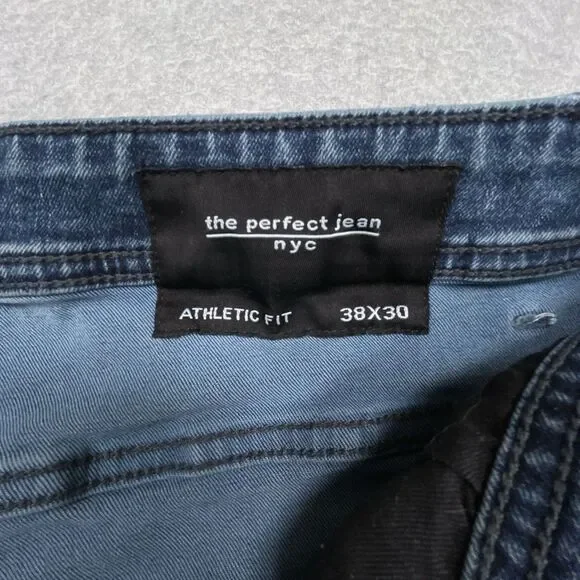 the perfect jean
nyc
ATHLETIC FIT 38X30